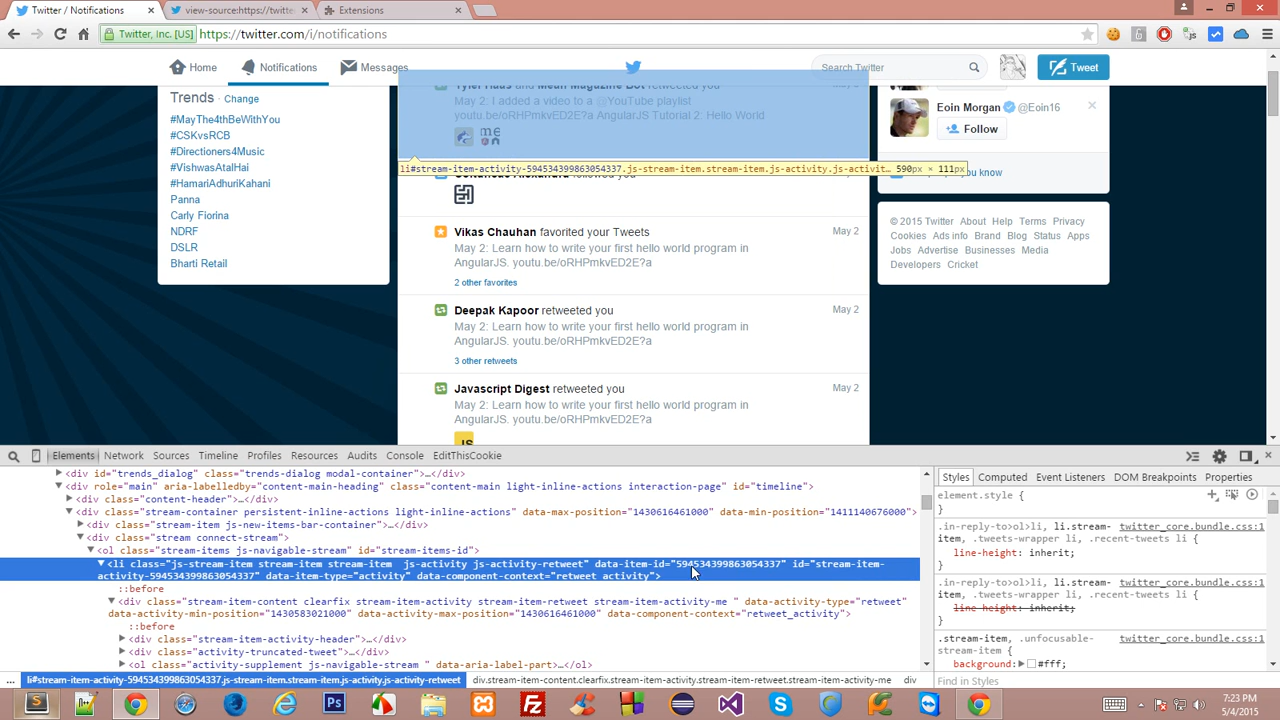 Twitter / Notifications
view-source:https://twitte
Extensions
Twitter, Inc. [US]
https://twitter.com/i/notifications
Home
Notifications
Messages
Search Twitter
Tweet
Trends Change
#MayThe4thBeWithYou
#CSKvsRCB
#Directioners4Music
#VishwasAtalHai
#HamariAdhuriKahani
Panna
Carly Fiorina
NDRF
DSLR
Bharti Retail
Tyler Haas and Mean Magazine Bot retweeted you
May 2
May 2: I added a video to a @YouTube playlist
youtu.be/oRHPmkvED2E?a AngularJS Tutorial 2: Hello World
li#stream-item-activity-594534399863054337.js-stream-item.stream-item.js-activity.js-activit… 590px × 111px
Vikas Chauhan favorited your Tweets
May 2
May 2: Learn how to write your first hello world program in
AngularJS. youtu.be/oRHPmkvED2E?a
2 other favorites
Deepak Kapoor retweeted you
May 2
May 2: Learn how to write your first hello world program in
AngularJS. youtu.be/oRHPmkvED2E?a
3 other retweets
Javascript Digest retweeted you
May 2
May 2: Learn how to write your first hello world program in
AngularJS. youtu.be/oRHPmkvED2E?a
JS
Eoin Morgan @Eoin16
Follow
you know
© 2015 Twitter About Help Terms Privacy
Cookies Ads info Brand Blog Status Apps
Jobs Advertise Businesses Media
Developers Cricket
Elements Network Sources Timeline Profiles Resources Audits Console EditThisCookie
<div id="trends_dialog" class="trends-dialog modal-container">…</div>
<div role="main" aria-labelledby="content-main-heading" class="content-main light-inline-actions interaction-page" id="timeline">
<div class="content-header">…</div>
<div class="stream-container persistent-inline-actions light-inline-actions" data-max-position="1430616461000" data-min-position="1411140676000">
<div class="stream-item js-new-items-bar-container">…</div>
<div class="stream connect-stream">
<ol class="stream-items js-navigable-stream" id="stream-items-id">
<li class="js-stream-item stream-item stream-item js-activity js-activity-retweet" data-item-id="594534399863054337" id="stream-item-
activity-594534399863054337" data-item-type="activity" data-component-context="retweet activity">
::before
<div class="stream-item-content clearfix stream-item-activity stream-item-retweet stream-item-activity-me " data-activity-type="retweet"
data-activity-min-position="1430583021000" data-activity-max-position="1430616461000" data-component-context="retweet_activity">
::before
<div class="stream-item-activity-header">…</div>
<div class="activity-truncated-tweet">…</div>
<ol class="activity-supplement js-navigable-stream " data-aria-label-part>…</ol>
... li#stream-item-activity-594534399863054337.js-stream-item.stream-item.js-activity.js-activity-retweet div.stream-item-content.clearfix.stream-item-activity.stream-item-retweet.stream-item-activity-me div
Styles Computed Event Listeners DOM Breakpoints Properties
element.style {
}
.in-reply-to>ol>li, li.stream- twitter_core.bundle.css:1
item, .tweets-wrapper li, .recent-tweets li {
line-height: inherit;
}
.in-reply-to>ol>li, li.stream- twitter_core.bundle.css:1
item, .tweets-wrapper li, .recent-tweets li {
line-height: inherit;
}
.stream-item, .unfocusable- twitter_core.bundle.css:1
stream-item {
background: #fff;
Find in Styles
7:23 PM
5/4/2015